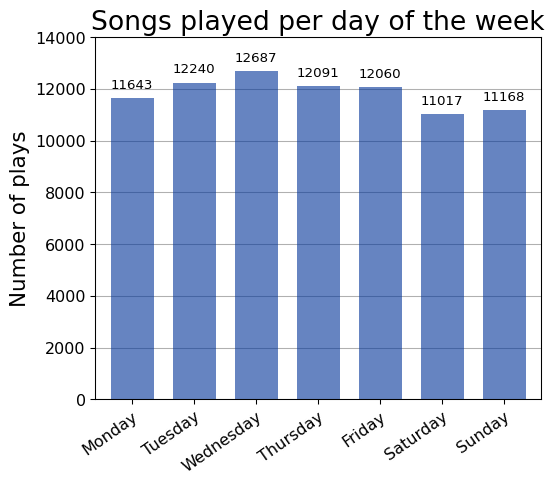 Songs played per day of the week
Number of plays
14000
12000
10000
8000
6000
4000
2000
0
11643
12240
12687
12091
12060
11017
11168
Monday
Tuesday
Wednesday
Thursday
Friday
Saturday
Sunday